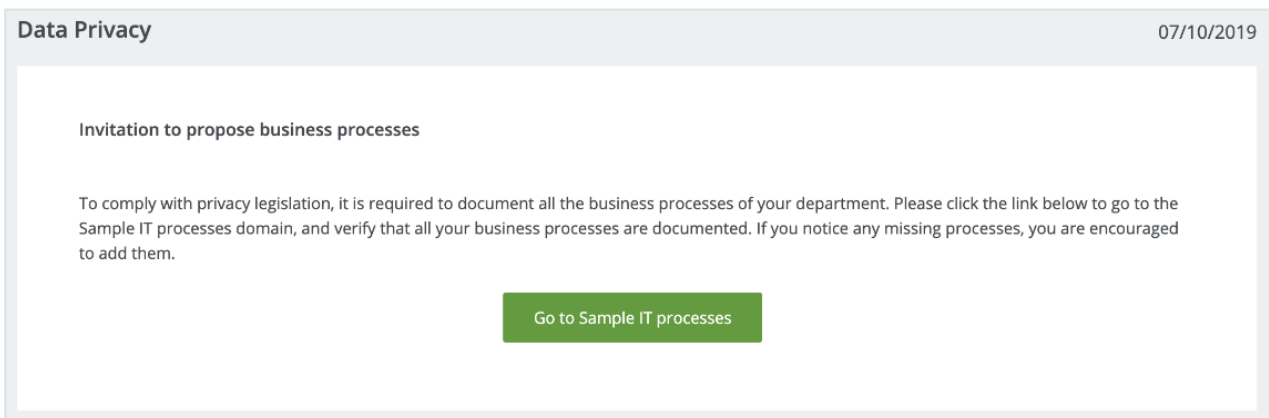 Data Privacy
07/10/2019
Invitation to propose business processes
To comply with privacy legislation, it is required to document all the business processes of your department. Please click the link below to go to the
Sample IT processes domain, and verify that all your business processes are documented. If you notice any missing processes, you are encouraged
to add them.
Go to Sample IT processes